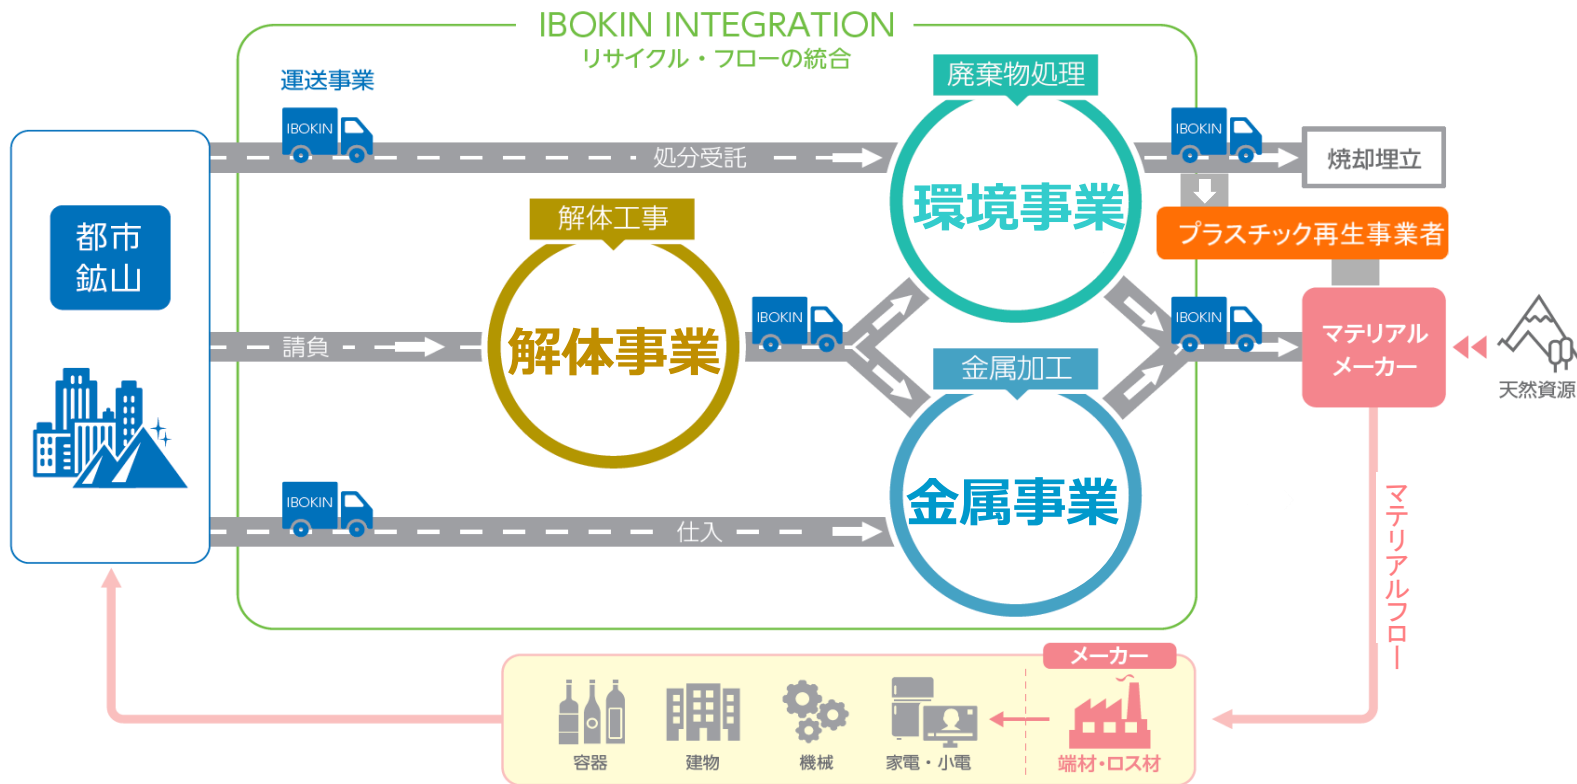 IBOKIN INTEGRATION
リサイクル・フローの統合
運送事業
廃棄物処理
IBOKIN
IBOKIN
処分受託
焼却埋立
環境事業
解体工事
プラスチック再生事業者
都市
鉱山
IBOKIN
IBOKIN
請負
解体事業
マテリアル
メーカー
金属加工
天然資源
IBOKIN
仕入
金属事業
マテリアルフロー
メーカー
容器
建物
機械
家電・小電
端材・ロス材